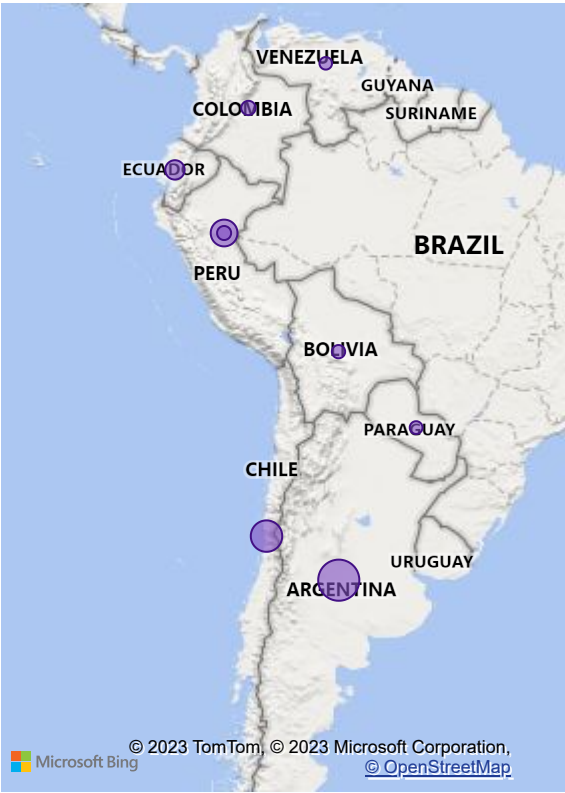 VENEZUELA
GUYANA
COLOMBIA
SURINAME
ECUADOR
BRAZIL
PERU
BOLIVIA
PARAGUAY
CHILE
URUGUAY
ARGENTINA
© 2023 TomTom, © 2023 Microsoft Corporation,
Microsoft Bing
© OpenStreetMap